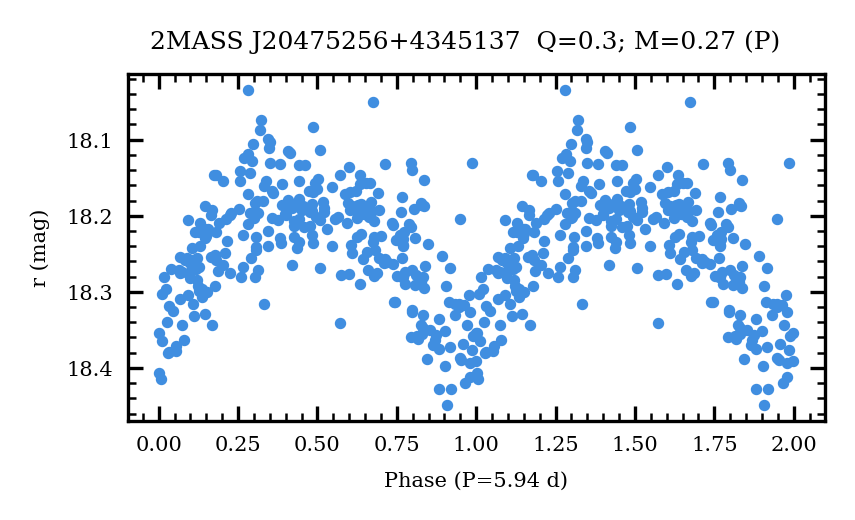 2MASS J20475256+4345137  Q=0.3; M=0.27 (P)
r (mag)
18.1
18.2
18.3
18.4
0.00 0.25 0.50 0.75 1.00 1.25 1.50 1.75 2.00
Phase (P=5.94 d)